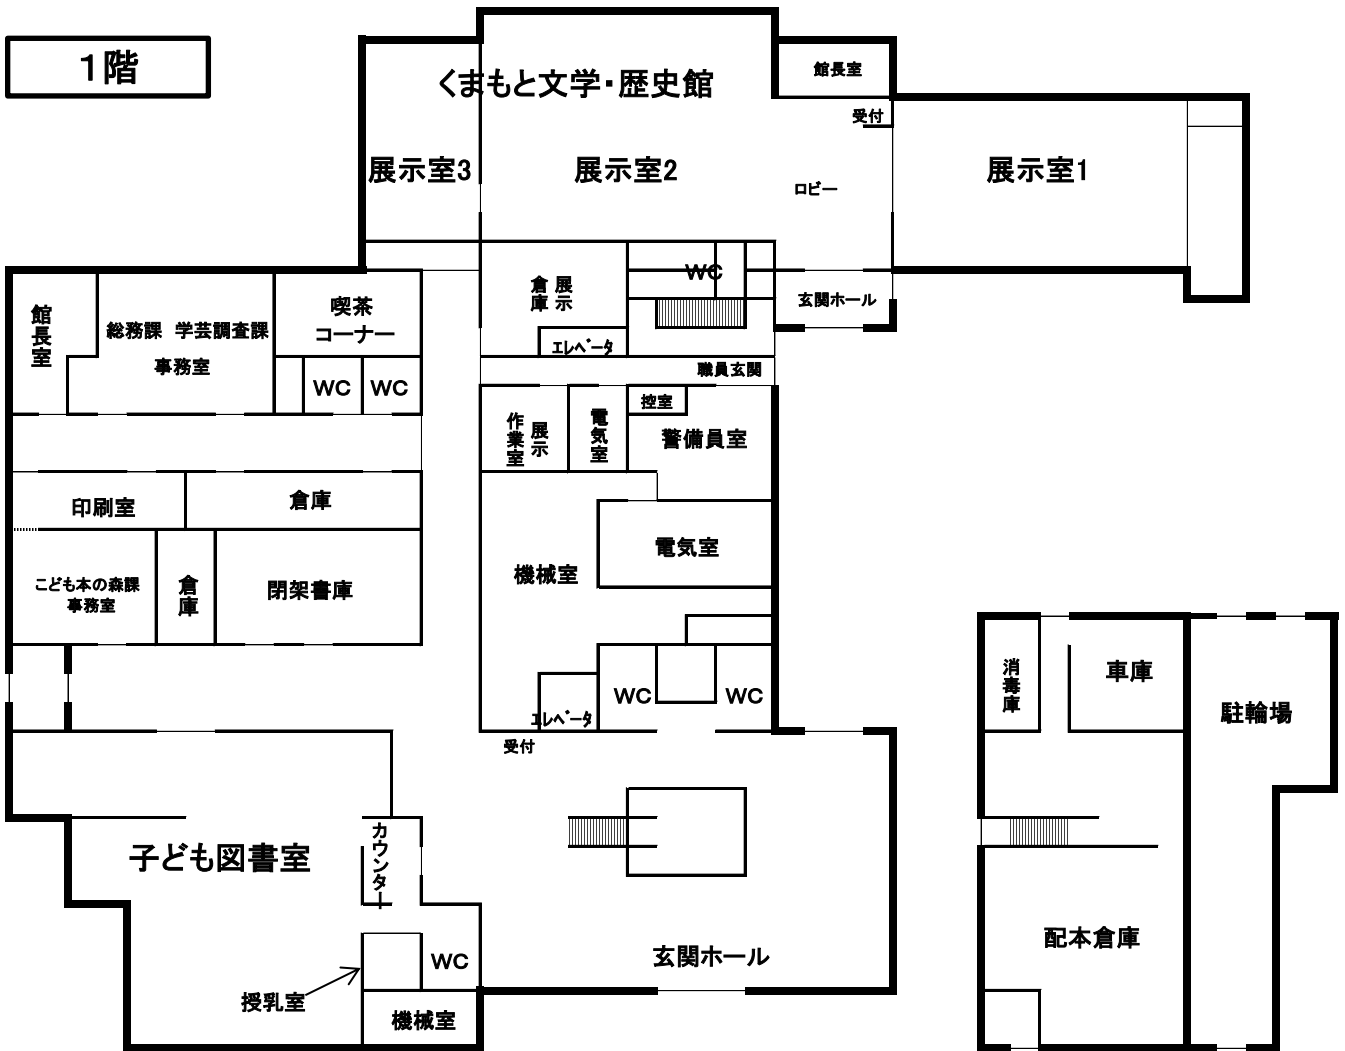 1階
くまもと文学・歴史館
館長室
受付
展示室3
展示室2
ロビー
展示室1
WC
展示
倉庫
玄関ホール
館長室
総務課 学芸調査課
事務室
喫茶
コーナー
エレベータ
職員玄関
WC
WC
控室
展示
作業室
電気室
警備員室
印刷室
倉庫
機械室
電気室
こども本の森課
事務室
倉庫
閉架書庫
消毒庫
車庫
WC
WC
エレベータ
受付
駐輪場
カウンター
子ども図書室
玄関ホール
配本倉庫
WC
授乳室
機械室